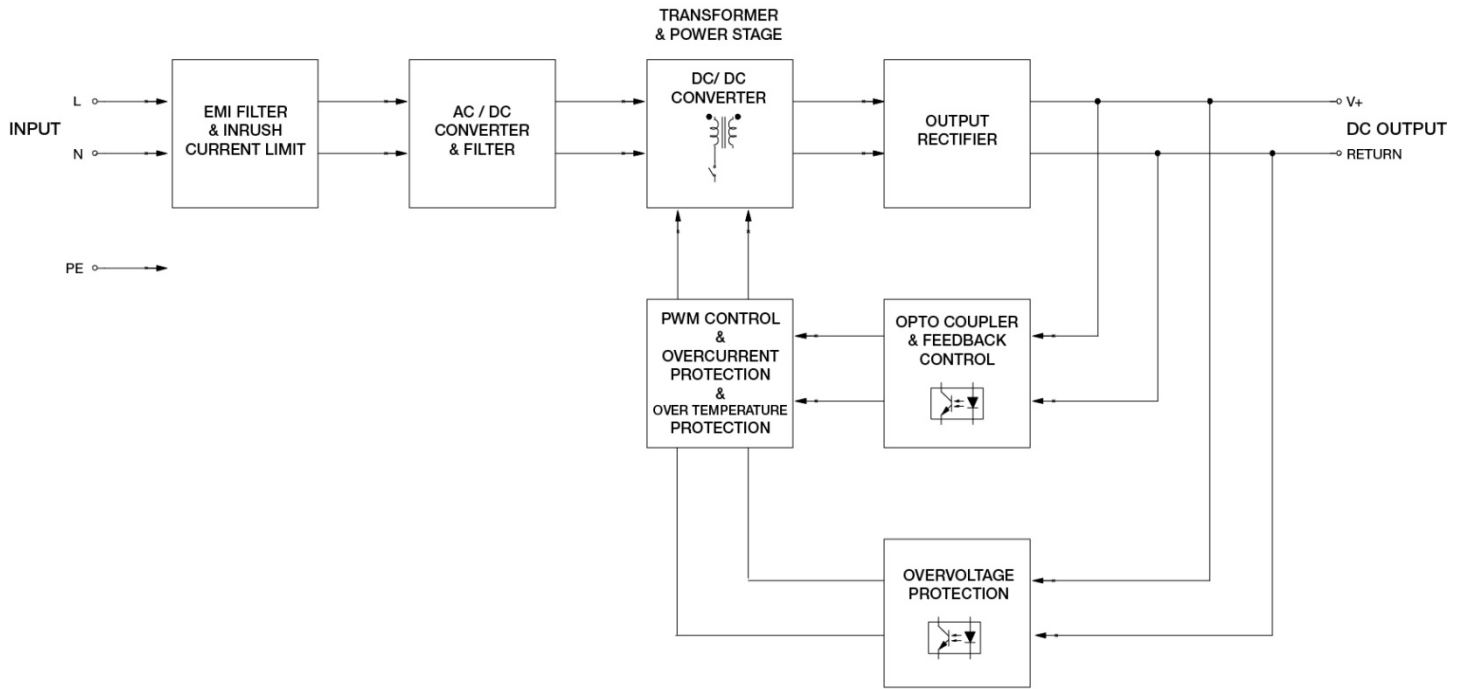 TRANSFORMER
& POWER STAGE
INPUT
L
N
PE
EMI FILTER
& INRUSH
CURRENT LIMIT
AC / DC
CONVERTER
& FILTER
DC/ DC
CONVERTER
OUTPUT
RECTIFIER
V+
DC OUTPUT
RETURN
PWM CONTROL
&
OVERCURRENT
PROTECTION
&
OVER TEMPERATURE
PROTECTION
OPTO COUPLER
& FEEDBACK
CONTROL
OVERVOLTAGE
PROTECTION